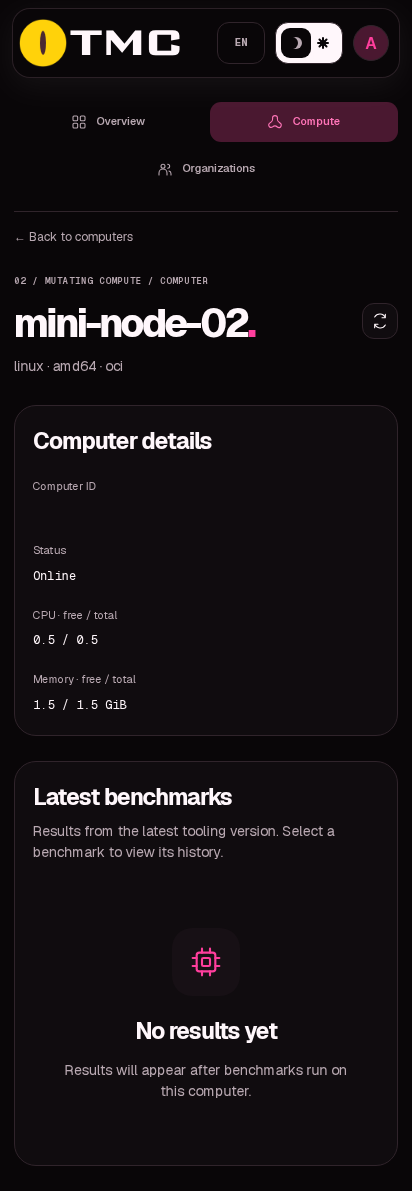 TMC
EN
A
Overview
Compute
Organizations
← Back to computers
02 / MUTATING COMPUTE / COMPUTER
mini-node-02.
linux · amd64 · oci
Computer details
Computer ID
Status
Online
CPU · free / total
0.5 / 0.5
Memory · free / total
1.5 / 1.5 GiB
Latest benchmarks
Results from the latest tooling version. Select a
benchmark to view its history.
No results yet
Results will appear after benchmarks run on
this computer.